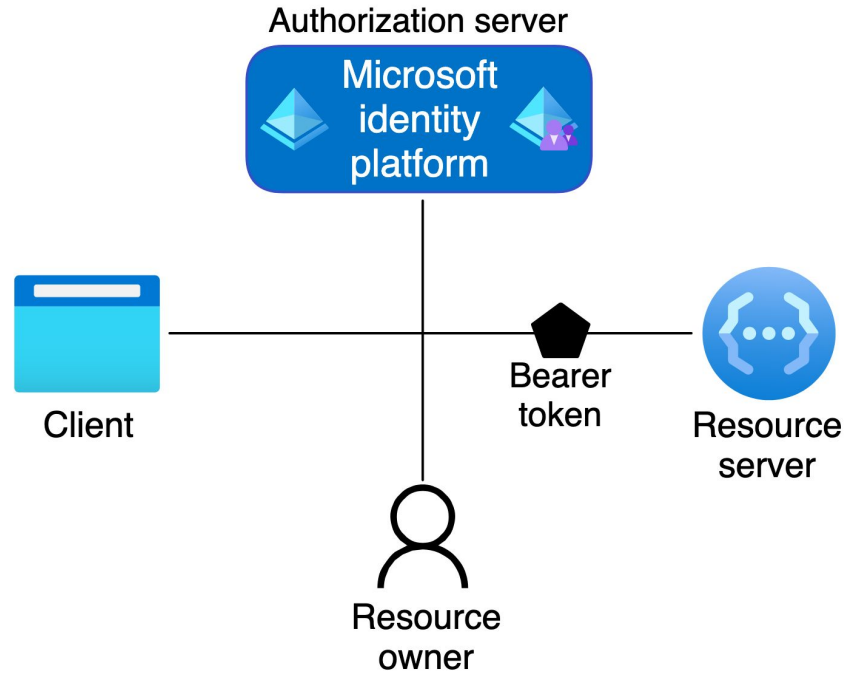 Authorization server
Microsoft
identity
platform
Client
Bearer
token
Resource
server
Resource
owner